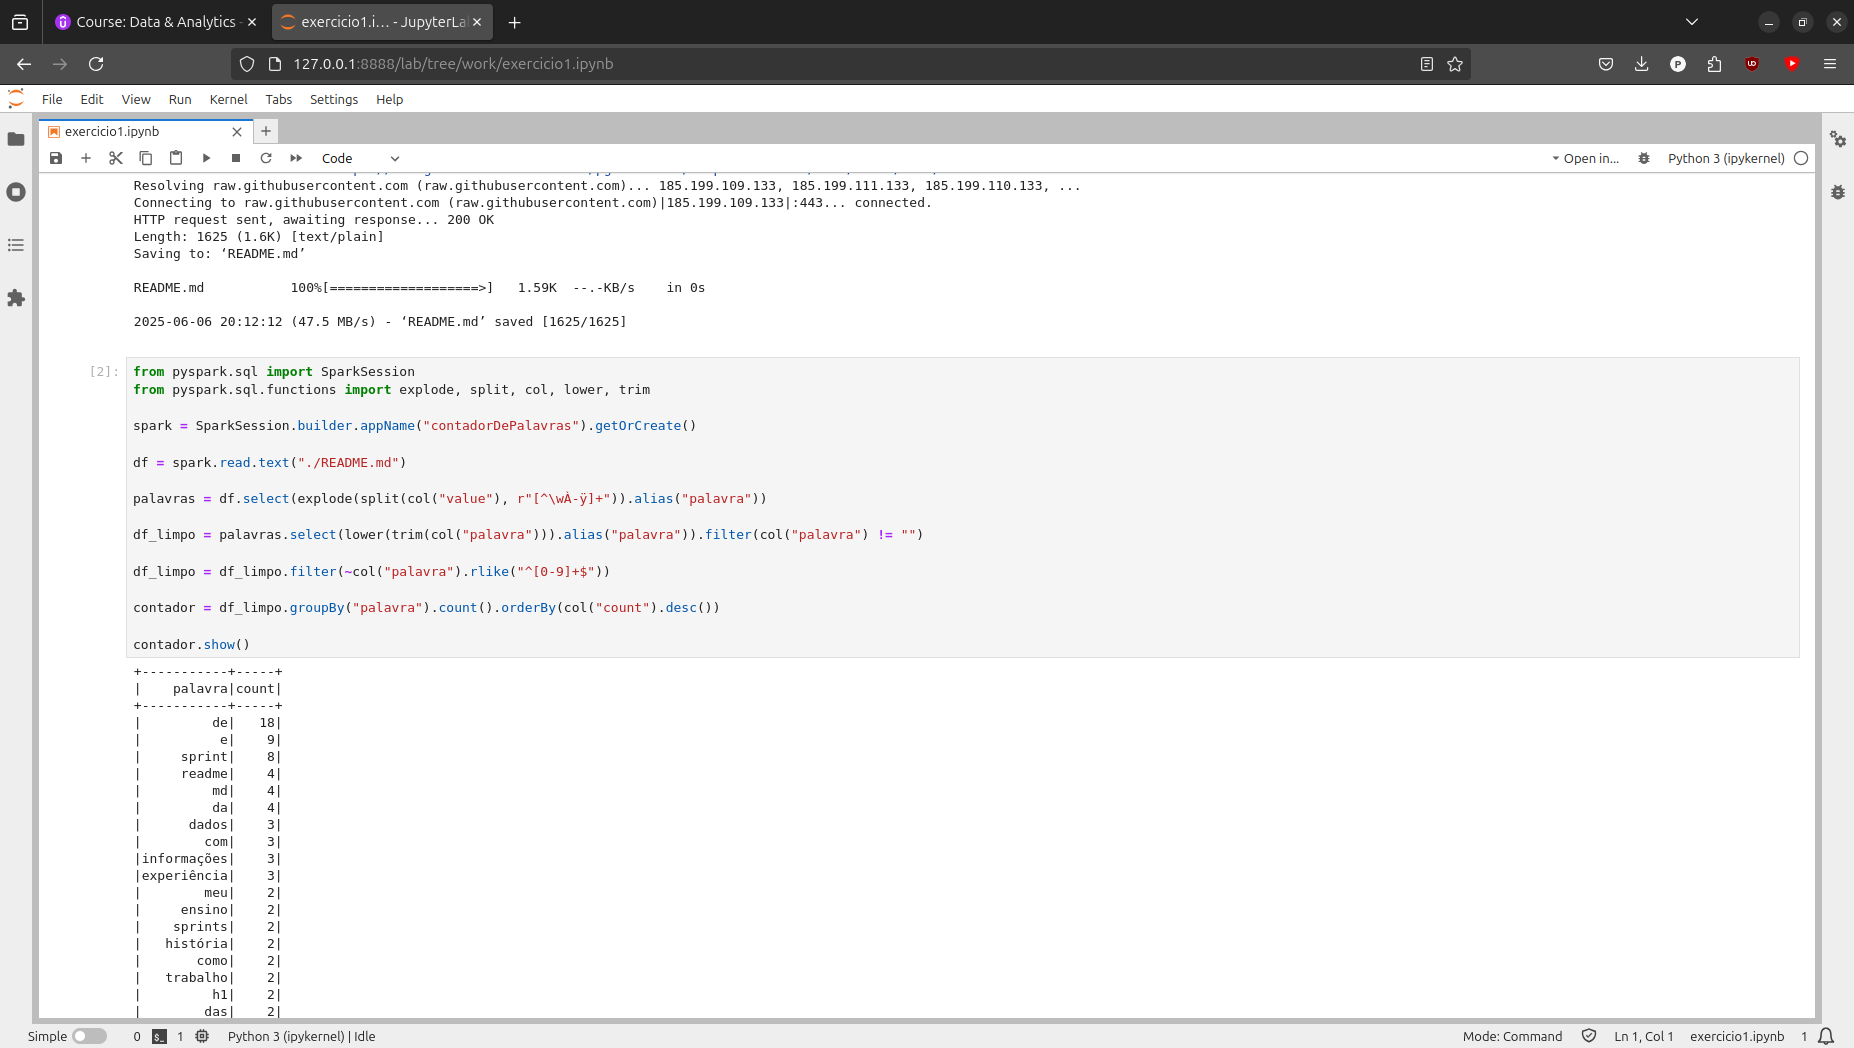 Course: Data & Analytics -
exercicio1.i… - JupyterLa
127.0.0.1:8888/lab/tree/work/exercicio1.ipynb
File Edit View Run Kernel Tabs Settings Help
exercicio1.ipynb
Code
Open in...
Python 3 (ipykernel)
Resolving raw.githubusercontent.com (raw.githubusercontent.com)... 185.199.109.133, 185.199.111.133, 185.199.110.133, ...
Connecting to raw.githubusercontent.com (raw.githubusercontent.com)|185.199.109.133|:443... connected.
HTTP request sent, awaiting response... 200 OK
Length: 1625 (1.6K) [text/plain]
Saving to: ‘README.md’
README.md           100%[===================>]   1.59K  --.-KB/s    in 0s
2025-06-06 20:12:12 (47.5 MB/s) - ‘README.md’ saved [1625/1625]
[2]:
from pyspark.sql import SparkSession
from pyspark.sql.functions import explode, split, col, lower, trim
spark = SparkSession.builder.appName("contadorDePalavras").getOrCreate()
df = spark.read.text("./README.md")
palavras = df.select(explode(split(col("value"), r"[^\wÀ-ÿ]+")).alias("palavra"))
df_limpo = palavras.select(lower(trim(col("palavra"))).alias("palavra")).filter(col("palavra") != "")
df_limpo = df_limpo.filter(~col("palavra").rlike("^[0-9]+$"))
contador = df_limpo.groupBy("palavra").count().orderBy(col("count").desc())
contador.show()
+-----------+-----+
|    palavra|count|
+-----------+-----+
|         de|   18|
|          e|    9|
|     sprint|    8|
|     readme|    4|
|         md|    4|
|         da|    4|
|      dados|    3|
|        com|    3|
|informações|    3|
|experiência|    3|
|        meu|    2|
|     ensino|    2|
|    sprints|    2|
|   história|    2|
|       como|    2|
|   trabalho|    2|
|         h1|    2|
|        das|    2|
Simple 0 1 Python 3 (ipykernel) | Idle
Mode: Command Ln 1, Col 1 exercicio1.ipynb 1